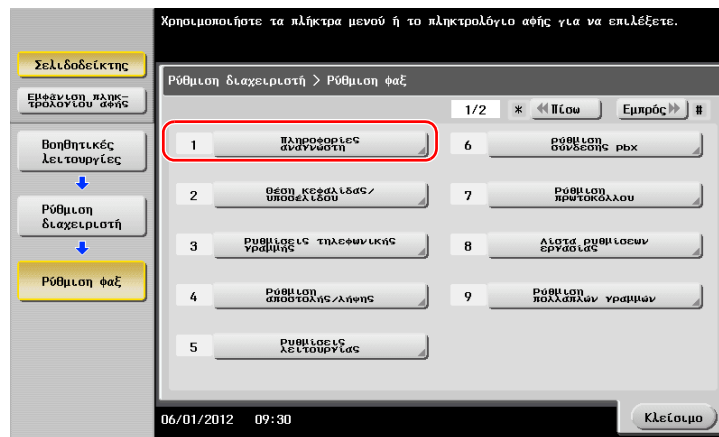 Χρησιμοποιήστε τα πλήκτρα μενού ή το πληκτρολόγιο αφής για να επιλέξετε.
Σελιδοδείκτης
Εμφάνιση πληκ-
τρολογίου αφής
Βοηθητικές
λειτουργίες
Ρύθμιση
διαχειριστή
Ρύθμιση φαξ
Ρύθμιση διαχειριστή > Ρύθμιση φαξ
1/2 * Πίσω Εμπρός #
1 Πληροφορίες
αναγνώστη
2 Θέση κεφαλίδας/
υποσέλιδου
3 Ρυθμίσεις τηλεφωνικής
γραμμής
4 Ρύθμιση
αποστολής/λήψης
5 Ρυθμίσεις
λειτουργίας
6 Ρύθμιση
σύνδεσης pbx
7 Ρύθμιση
πρωτοκόλλου
8 Λίστα ρυθμίσεων
εργασίας
9 Ρύθμιση
πολλαπλών γραμμών
06/01/2012 09:30
Κλείσιμο